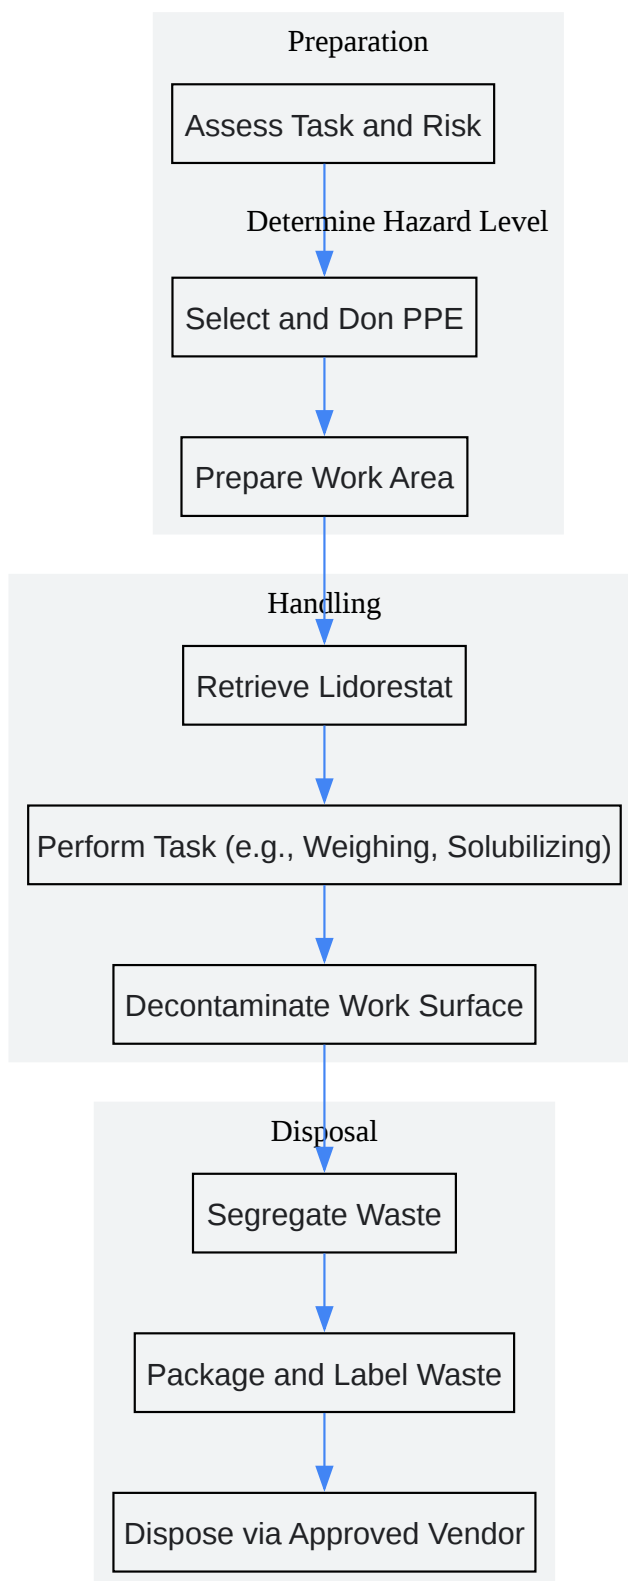 Preparation
Assess Task and Risk
Determine Hazard Level
Select and Don PPE
Prepare Work Area
Handling
Retrieve Lidorestat
Perform Task (e.g., Weighing, Solubilizing)
Decontaminate Work Surface
Disposal
Segregate Waste
Package and Label Waste
Dispose via Approved Vendor